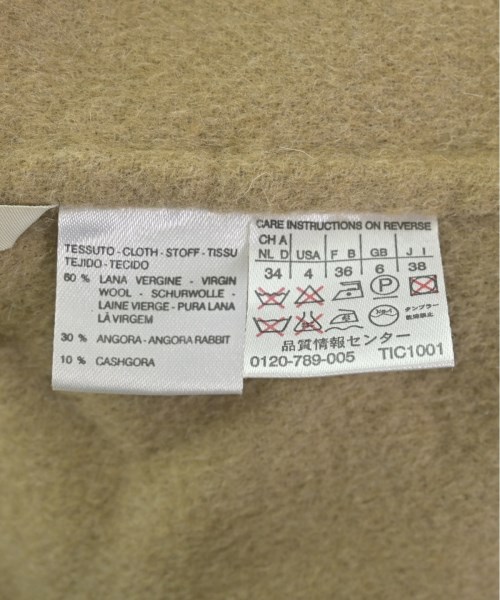 TESSUTO - CLOTH - STOFF - TISSU
TEJIDO - TECIDO
60 % LANA VERGINE - VIRGIN
WOOL - SCHURWOLLE -
LAINE VIERGE - PURA LANA
LÃ VIRGEM
30 % ANGORA - ANGORA RABBIT
10 % CASHGORA
CARE INSTRUCTIONS ON REVERSE
CH A
NL D USA F B GB J I
34 4 36 6 38
P
タンブラー
乾燥禁止
品質情報センター
0120-789-005 TIC1001